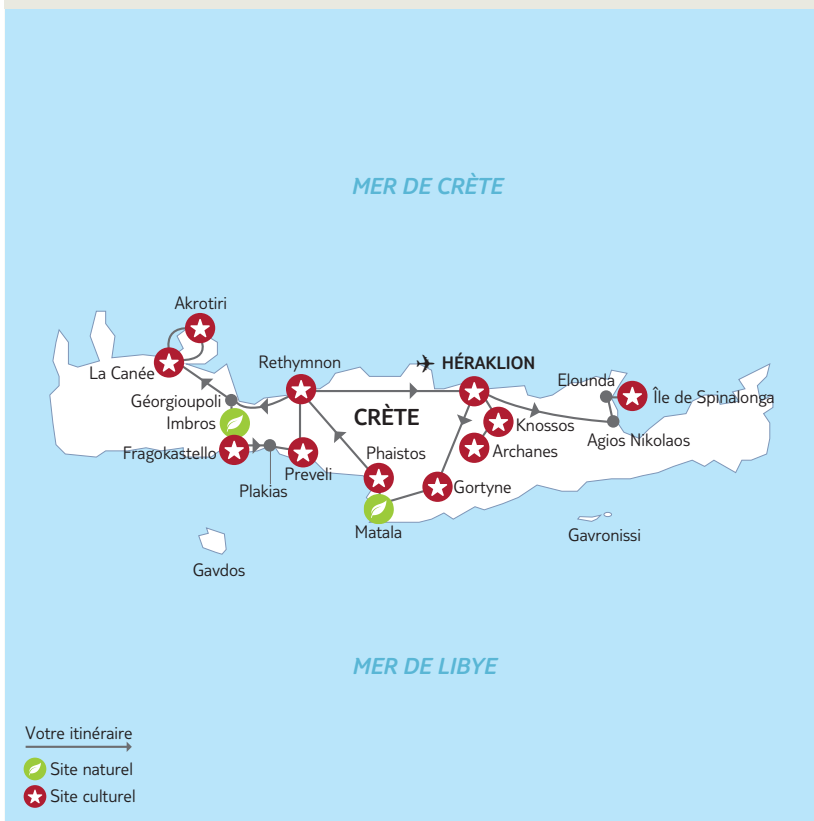 MER DE CRÈTE
Akrotiri
La Canée
Rethymnon
HÉRAKLION
Géorgioupoli
Imbros
CRÈTE
Elounda
Île de Spinalonga
Knossos
Agios Nikolaos
Fragokastello
Phaistos
Archanes
Preveli
Plakias
Gortyne
Matala
Gavronissi
Gavdos
MER DE LIBYE
Votre itinéraire
Site naturel
Site culturel